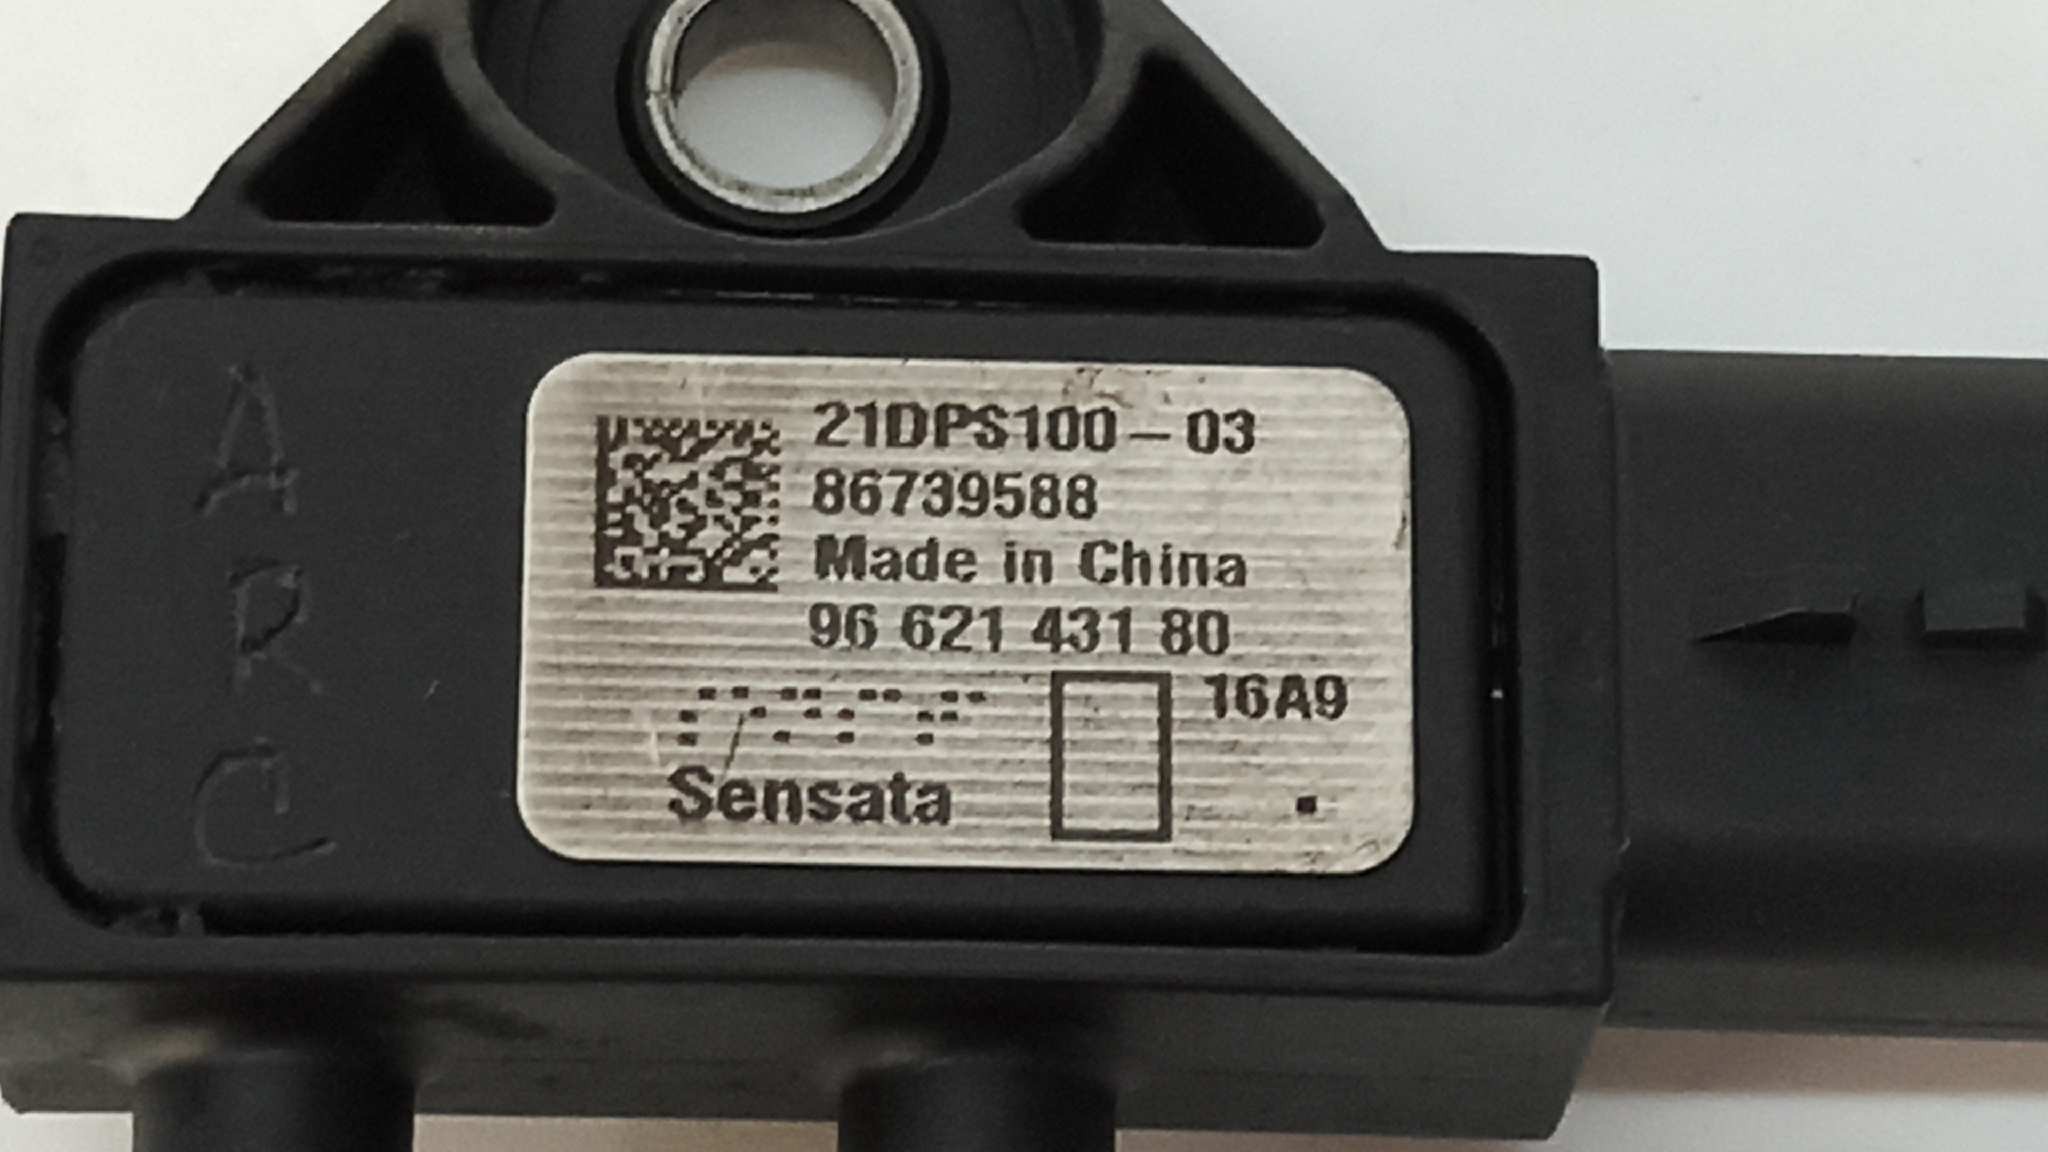 A
R
C
21DPS100-03
86739588
Made in China
96 621 431 80
16A9
Sensata